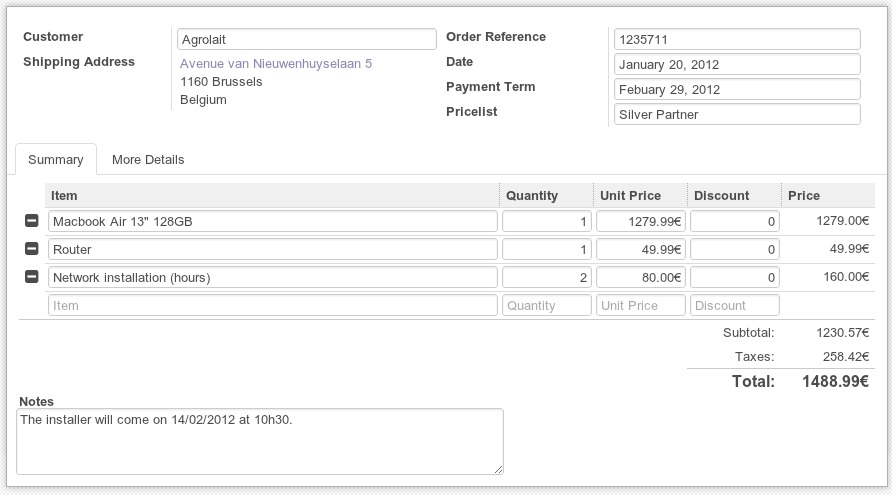 Customer Agrolait
Shipping Address Avenue van Nieuwenhuyselaan 5
1160 Brussels
Belgium
Order Reference 1235711
Date January 20, 2012
Payment Term Febuary 29, 2012
Pricelist Silver Partner
Summary More Details
Item Quantity Unit Price Discount Price
Macbook Air 13" 128GB 1 1279.99€ 0 1279.00€
Router 1 49.99€ 0 49.99€
Network installation (hours) 2 80.00€ 0 160.00€
Item Quantity Unit Price Discount
Subtotal: 1230.57€
Taxes: 258.42€
Total: 1488.99€
Notes
The installer will come on 14/02/2012 at 10h30.